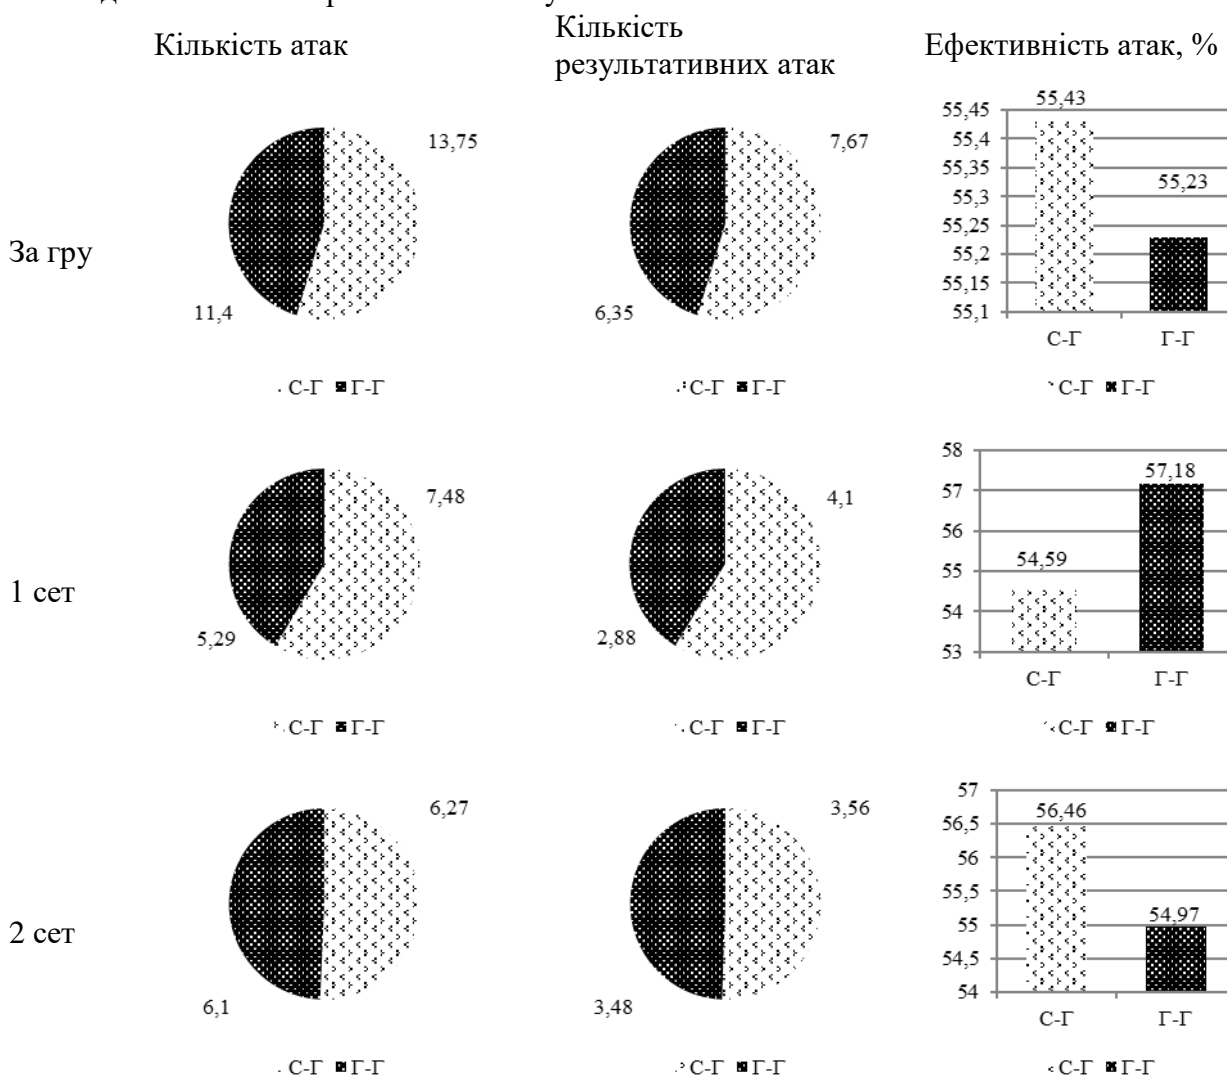 Кількість атак
Кількість
результативних атак
Ефективність атак, %
За гру
13,75
11,4
С-Г Г-Г
7,67
6,35
С-Г Г-Г
55,45
55,4
55,35
55,3
55,25
55,2
55,15
55,1
55,43
55,23
С-Г Г-Г
С-Г Г-Г
1 сет
7,48
5,29
С-Г Г-Г
4,1
2,88
С-Г Г-Г
58
57
56
55
54
53
54,59
57,18
С-Г Г-Г
С-Г Г-Г
2 сет
6,27
6,1
С-Г Г-Г
3,56
3,48
С-Г Г-Г
57
56,5
56
55,5
55
54,5
54
56,46
54,97
С-Г Г-Г
С-Г Г-Г